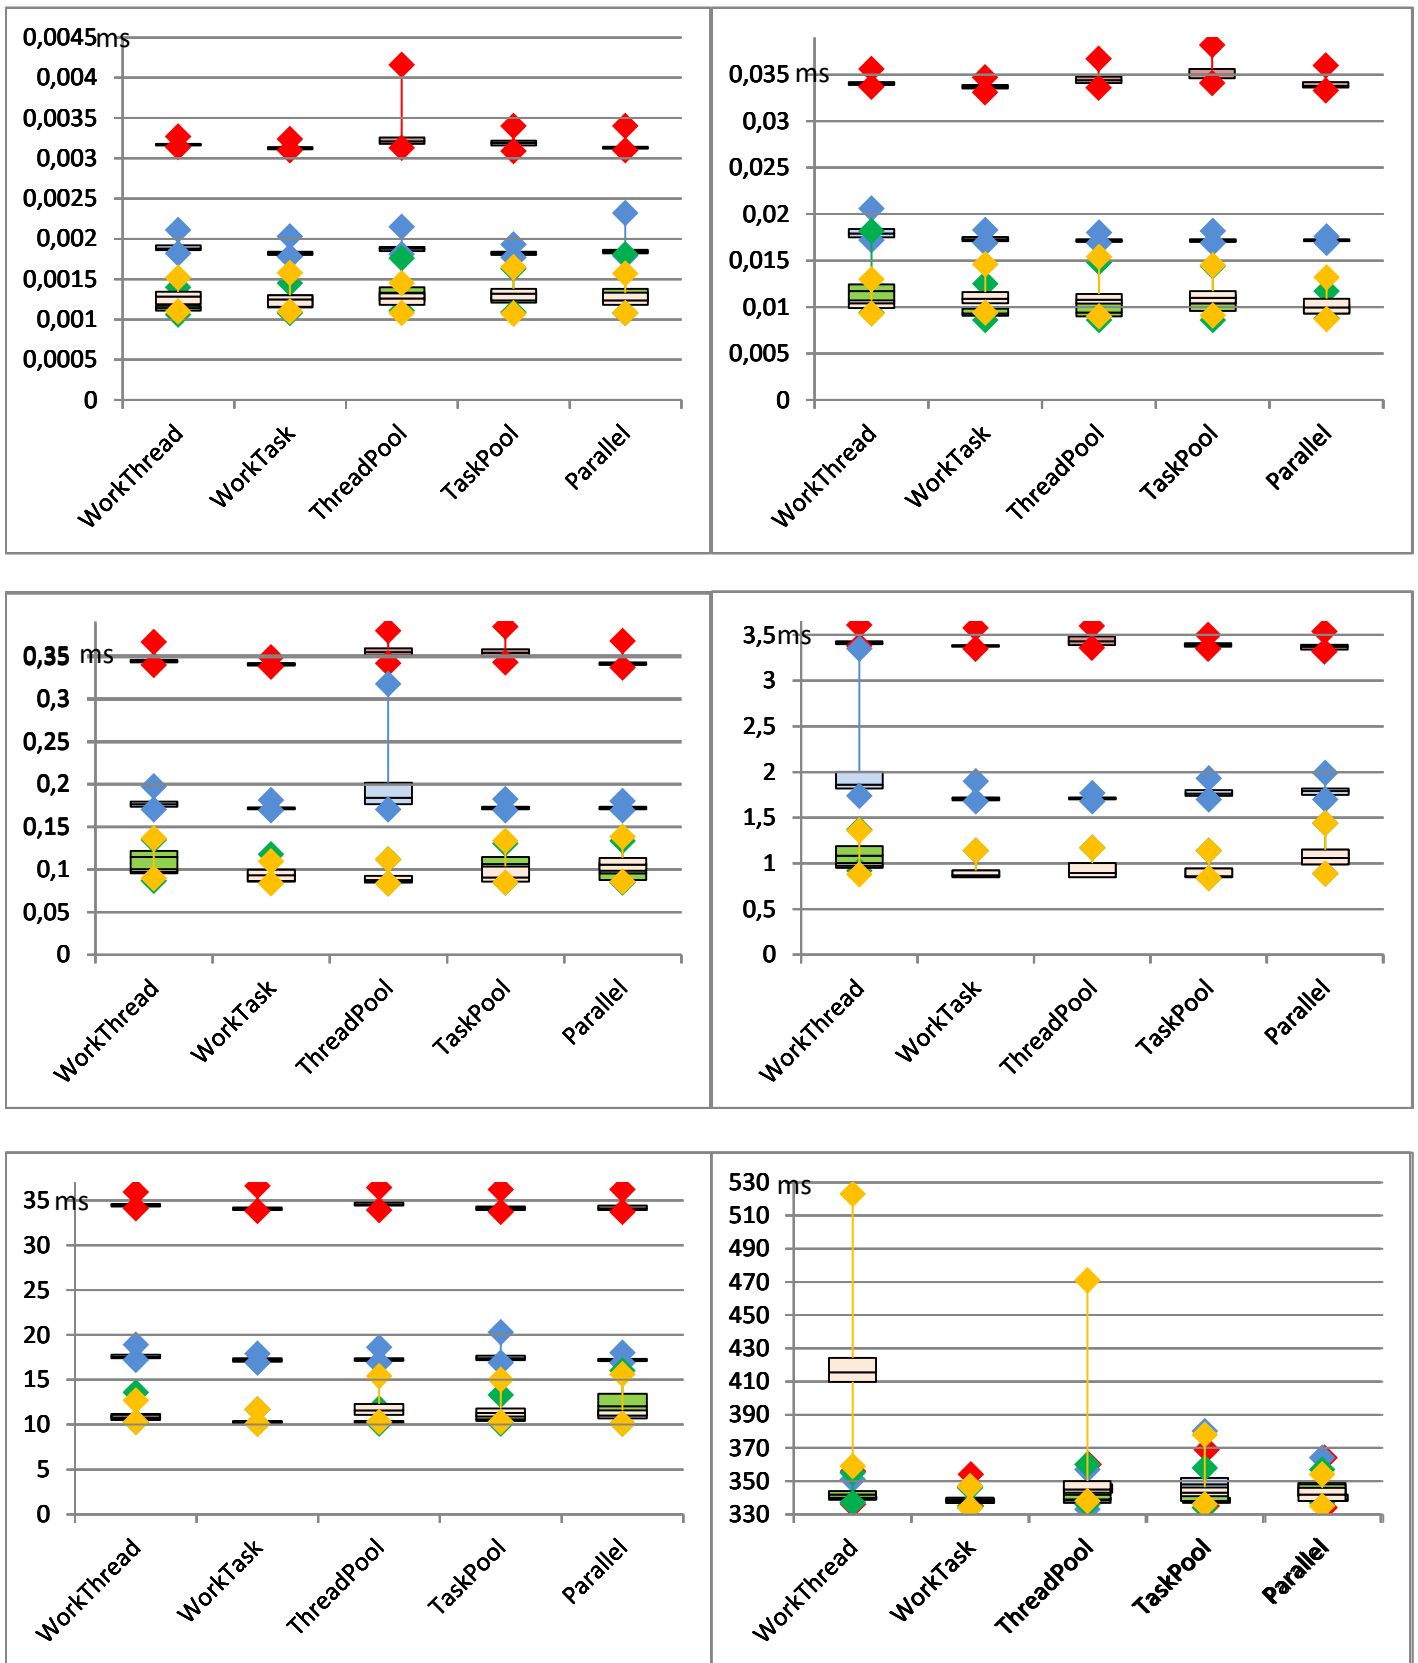 0,0045
ms
0,004
0,0035
0,003
0,0025
0,002
0,0015
0,001
0,0005
0
WorkThread
WorkTask
ThreadPool
TaskPool
Parallel
0,035
ms
0,03
0,025
0,02
0,015
0,01
0,005
0
WorkThread
WorkTask
ThreadPool
TaskPool
Parallel
0,35
ms
0,3
0,25
0,2
0,15
0,1
0,05
0
WorkThread
WorkTask
ThreadPool
TaskPool
Parallel
3,5
ms
3
2,5
2
1,5
1
0,5
0
WorkThread
WorkTask
ThreadPool
TaskPool
Parallel
35
ms
30
25
20
15
10
5
0
WorkThread
WorkTask
ThreadPool
TaskPool
Parallel
530
ms
510
490
470
450
430
410
390
370
350
330
WorkThread
WorkTask
ThreadPool
TaskPool
Parallel